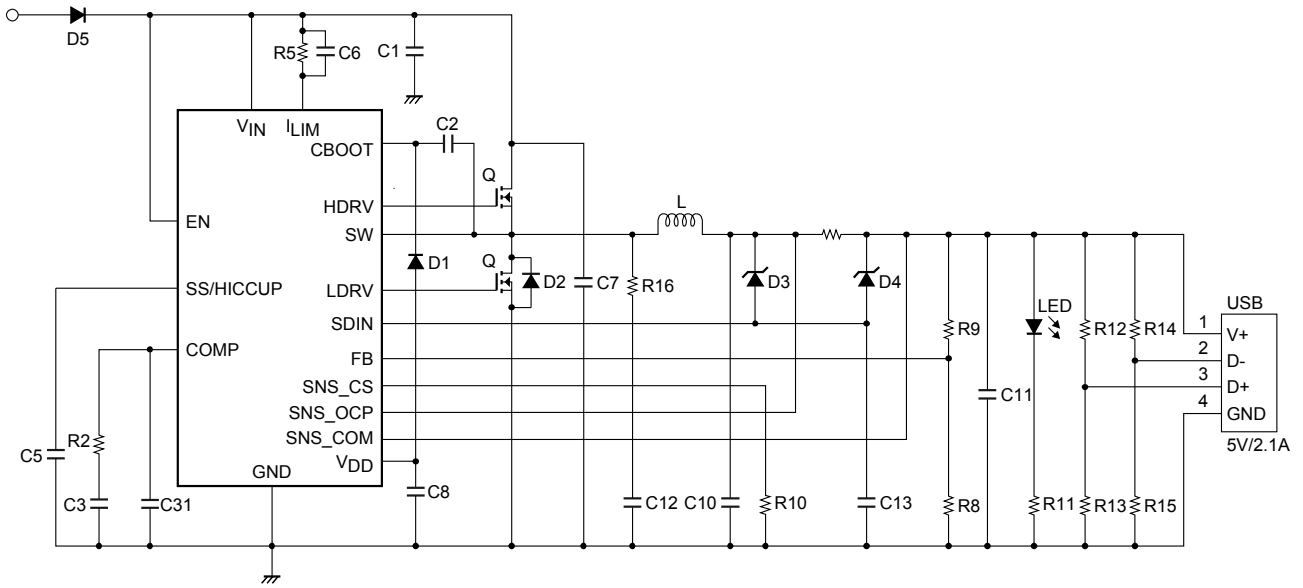 D5
R5
C6
C1
VIN
ILIM
CBOOT
C2
Q
HDRV
L
EN
SW
D1
Q
D2
C7
R16
D3
D4
LDRV
SS/HICCUP
SDIN
R9
LED
R12
R14
USB
1
V+
2
D-
3
D+
4
GND
5V/2.1A
COMP
FB
SNS_CS
SNS_OCP
SNS_COM
C11
R2
C5
VDD
GND
C8
C3
C31
C12
C10
R10
C13
R8
R11
R13
R15